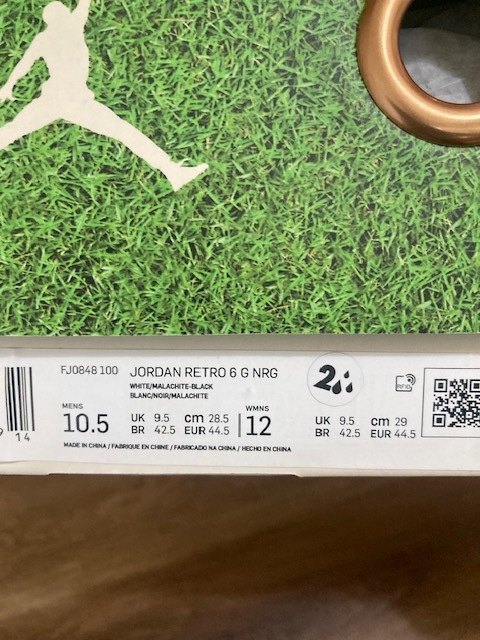 FJ0848 100 JORDAN RETRO 6 G NRG
WHITE/MALACHITE-BLACK
BLANC/NOIR/MALACHITE
RFID
MENS
10.5
UK 9.5 cm 28.5
BR 42.5 EUR 44.5
WMNS
12
UK 9.5 cm 29
BR 42.5 EUR 44.5
MADE IN CHINA / FABRIQUE EN CHINE / FABRICADO NA CHINA / HECHO EN CHINA
14